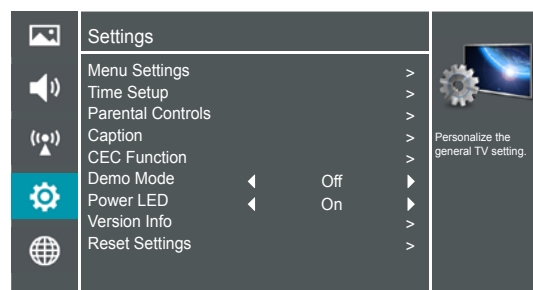 Settings
Menu Settings >
Time Setup >
Parental Controls >
Caption >
CEC Function >
Demo Mode Off
Power LED On
Version Info >
Reset Settings >
Personalize the
general TV setting.